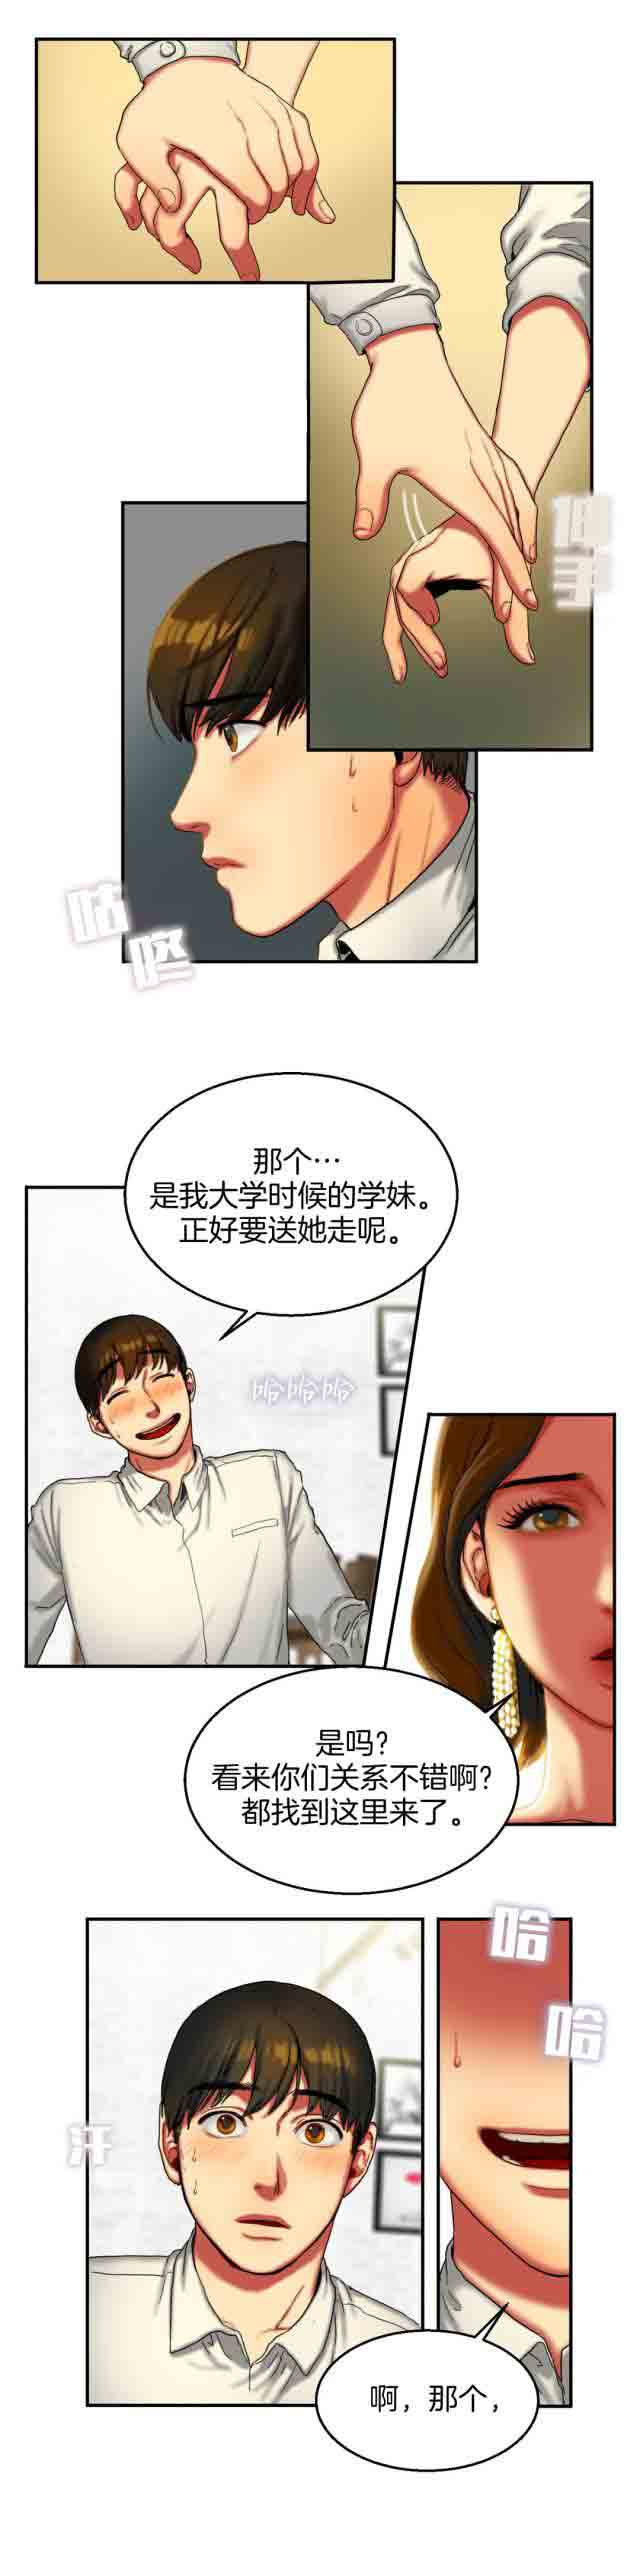 伸
手
咕
咚
那个…
是我大学时候的学妹。
正好要送她走呢。
哈哈哈
是吗?
看来你们关系不错啊?
都找到这里来了。
哈
哈
汗
啊，那个，